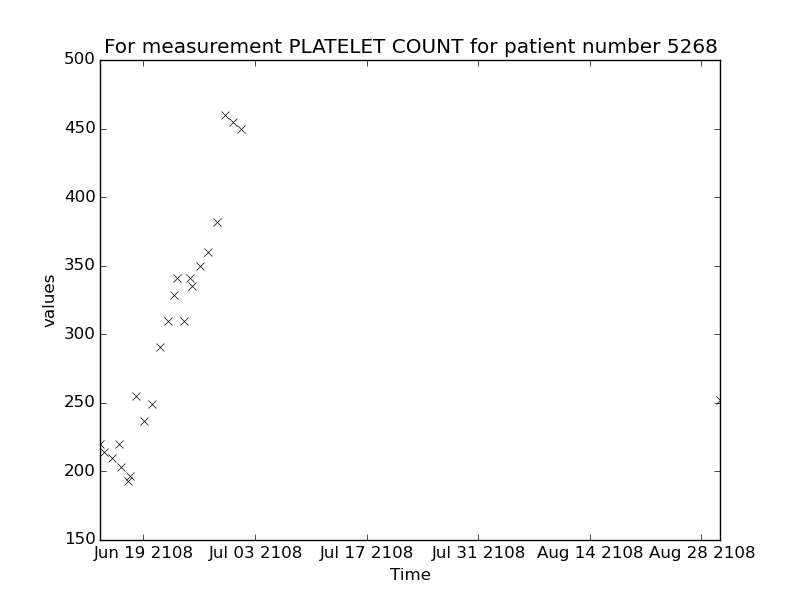 For measurement PLATELET COUNT for patient number 5268
500
450
400
350
300
250
200
150
values
Jun 19 2108 Jul 03 2108 Jul 17 2108 Jul 31 2108 Aug 14 2108 Aug 28 2108
Time